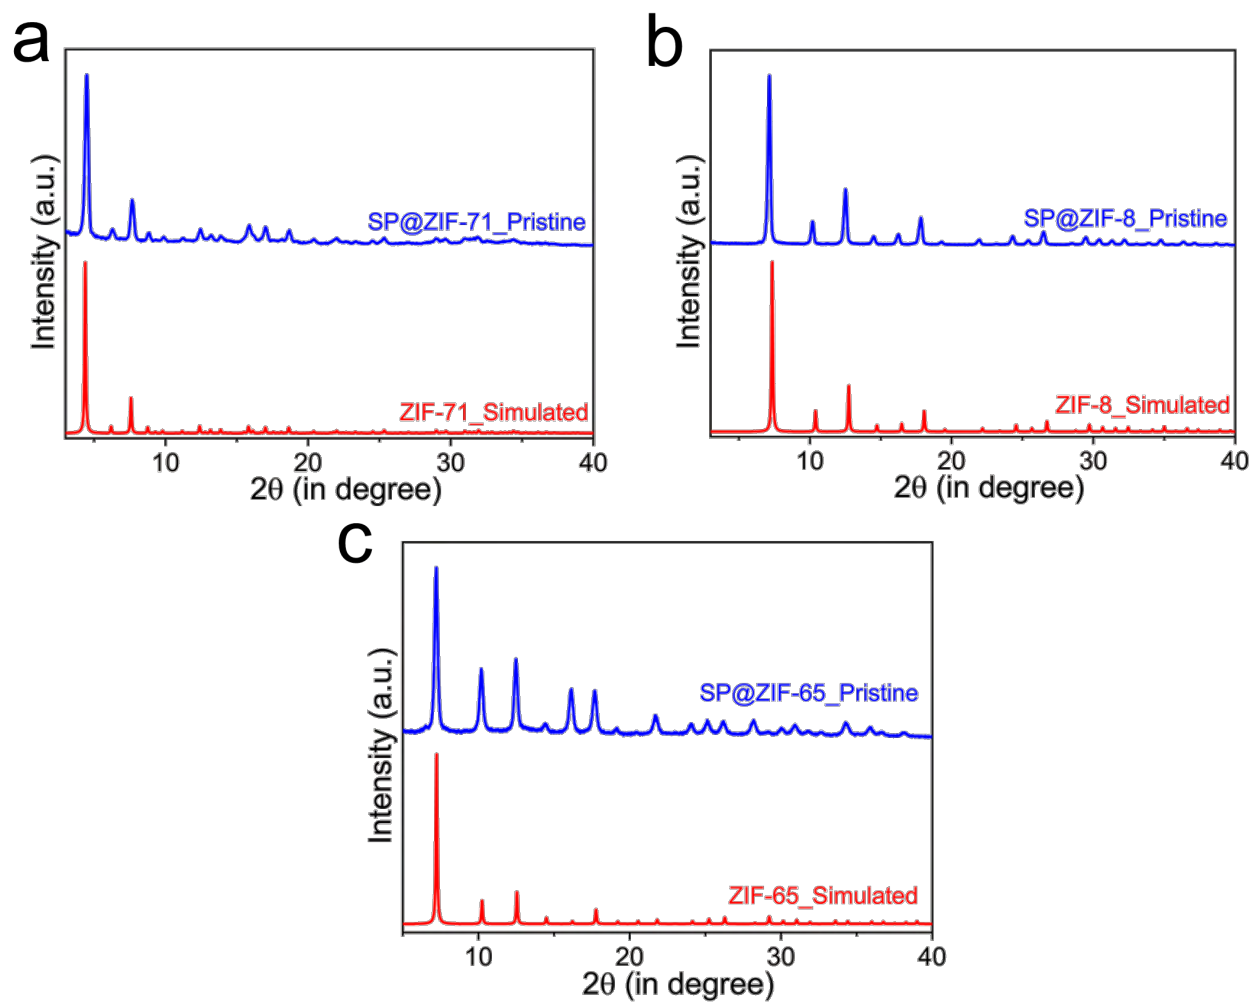 a
Intensity (a.u.)
SP@ZIF-71_Pristine
ZIF-71_Simulated
10 20 30 40
2θ (in degree)
b
Intensity (a.u.)
SP@ZIF-8_Pristine
ZIF-8_Simulated
10 20 30 40
2θ (in degree)
c
Intensity (a.u.)
SP@ZIF-65_Pristine
ZIF-65_Simulated
10 20 30 40
2θ (in degree)